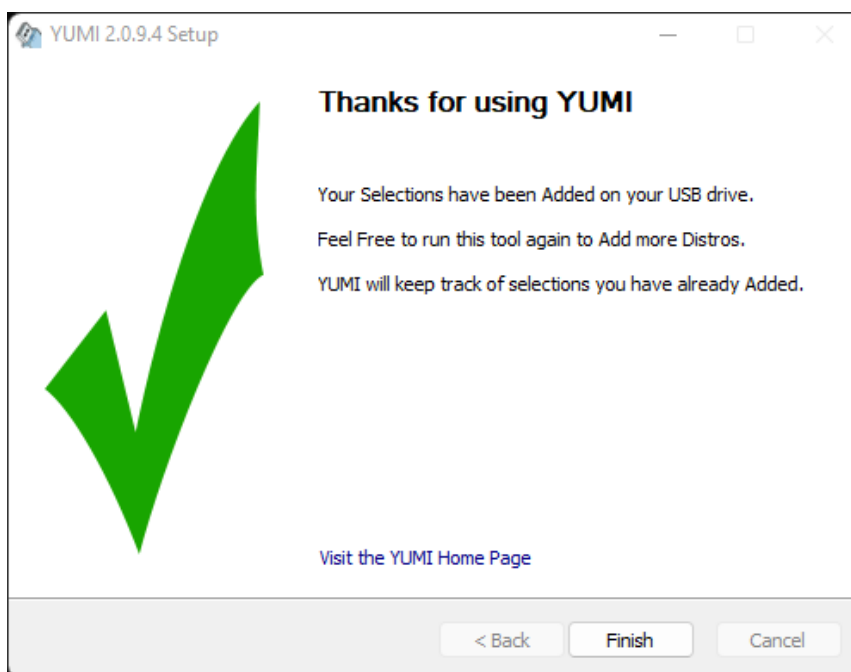 YUMI 2.0.9.4 Setup
Thanks for using YUMI
Your Selections have been Added on your USB drive.
Feel Free to run this tool again to Add more Distros.
YUMI will keep track of selections you have already Added.
Visit the YUMI Home Page
< Back
Finish
Cancel